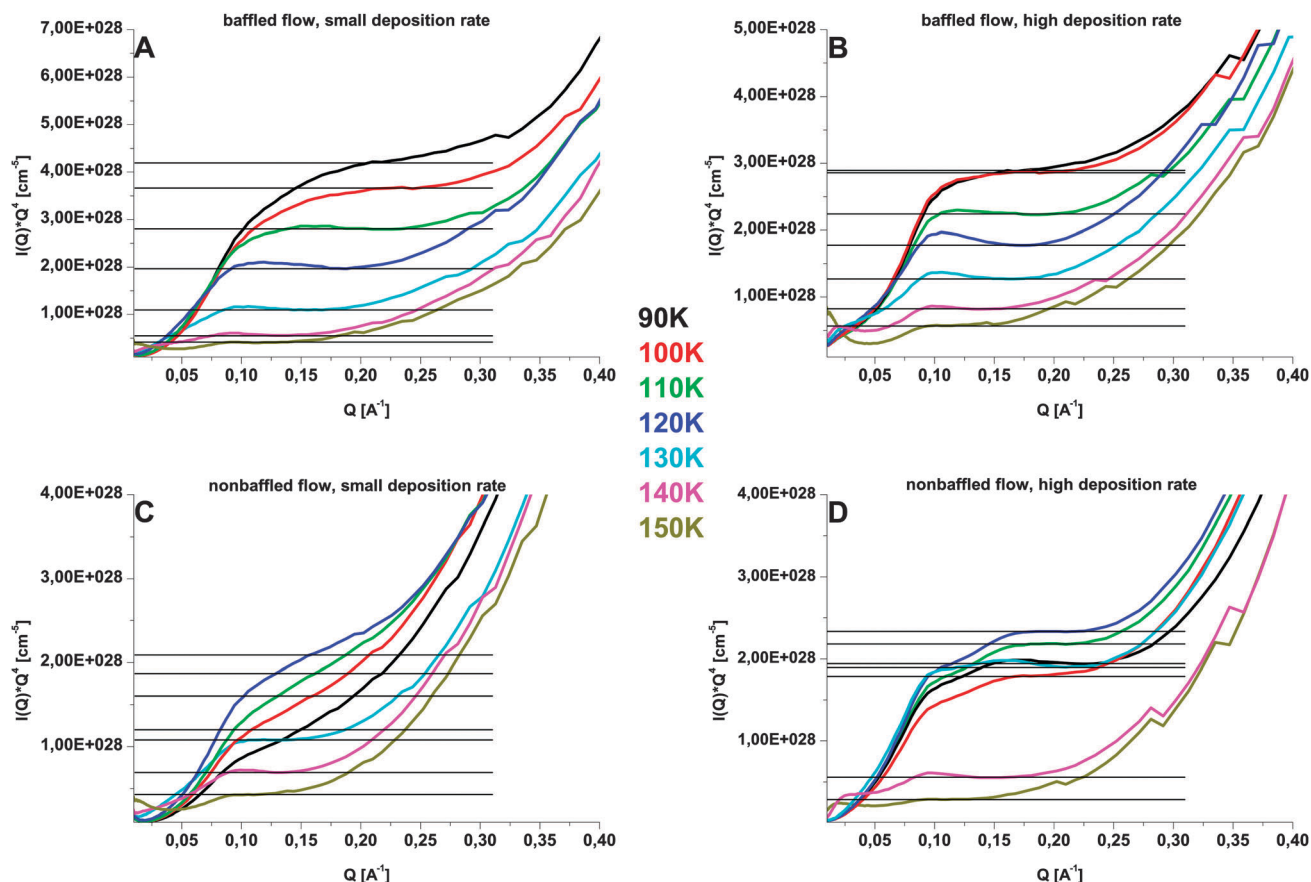 baffled flow, small deposition rate
A
7,00E+028
6,00E+028
5,00E+028
4,00E+028
3,00E+028
2,00E+028
1,00E+028
I(Q)*Q⁴ [cm⁻⁵]
0,05 0,10 0,15 0,20 0,25 0,30 0,35 0,40
Q [A⁻¹]
baffled flow, high deposition rate
B
5,00E+028
4,00E+028
3,00E+028
2,00E+028
1,00E+028
I(Q)*Q⁴ [cm⁻⁵]
0,05 0,10 0,15 0,20 0,25 0,30 0,35 0,40
Q [A⁻¹]
90K
100K
110K
120K
130K
140K
150K
nonbaffled flow, small deposition rate
C
4,00E+028
3,00E+028
2,00E+028
1,00E+028
I(Q)*Q⁴ [cm⁻⁵]
0,05 0,10 0,15 0,20 0,25 0,30 0,35 0,40
Q [A⁻¹]
nonbaffled flow, high deposition rate
D
4,00E+028
3,00E+028
2,00E+028
1,00E+028
I(Q)*Q⁴ [cm⁻⁵]
0,05 0,10 0,15 0,20 0,25 0,30 0,35 0,40
Q [A⁻¹]